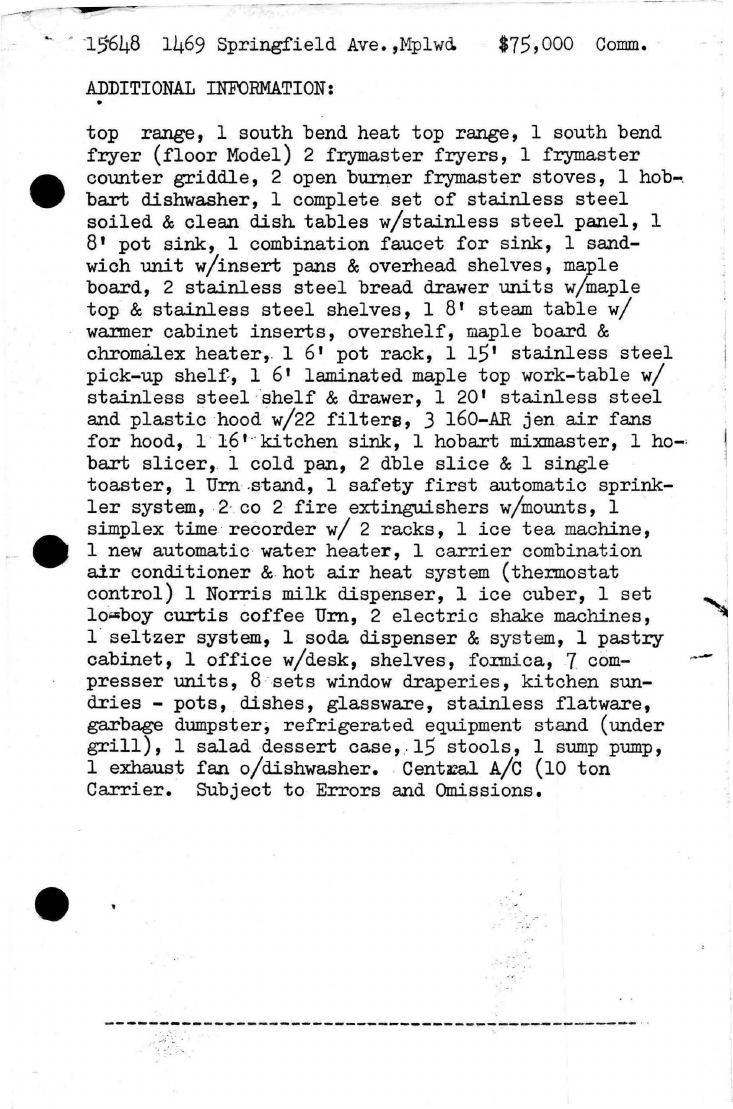 15648 1469 Springfield Ave.,Mplwd. $75,000 Comm.
ADDITIONAL INFORMATION:
top range, 1 south bend heat top range, 1 south bend
fryer (floor Model) 2 frymaster fryers, 1 frymaster
counter griddle, 2 open burner frymaster stoves, 1 hob-
bart dishwasher, 1 complete set of stainless steel
soiled & clean dish tables w/stainless steel panel, 1
8' pot sink, 1 combination faucet for sink, 1 sand-
wich unit w/insert pans & overhead shelves, maple
board, 2 stainless steel bread drawer units w/maple
top & stainless steel shelves, 1 8' steam table w/
warmer cabinet inserts, overshelf, maple board &
chromalex heater, 1 6' pot rack, 1 15' stainless steel
pick-up shelf, 1 6' laminated maple top work-table w/
stainless steel shelf & drawer, 1 20' stainless steel
and plastic hood w/22 filters, 3 160-AR jen air fans
for hood, 1 16' kitchen sink, 1 hobart mixmaster, 1 ho-
bart slicer, 1 cold pan, 2 dble slice & 1 single
toaster, 1 Urn stand, 1 safety first automatic sprink-
ler system, 2 co 2 fire extinguishers w/mounts, 1
simplex time recorder w/ 2 racks, 1 ice tea machine,
1 new automatic water heater, 1 carrier combination
air conditioner & hot air heat system (thermostat
control) 1 Norris milk dispenser, 1 ice cuber, 1 set
lo-boy curtis coffee Urn, 2 electric shake machines,
1 seltzer system, 1 soda dispenser & system, 1 pastry
cabinet, 1 office w/desk, shelves, formica, 7 com-
presser units, 8 sets window draperies, kitchen sun-
dries - pots, dishes, glassware, stainless flatware,
garbage dumpster, refrigerated equipment stand (under
grill), 1 salad dessert case, 15 stools, 1 sump pump,
1 exhaust fan o/dishwasher. Central A/C (10 ton
Carrier. Subject to Errors and Omissions.